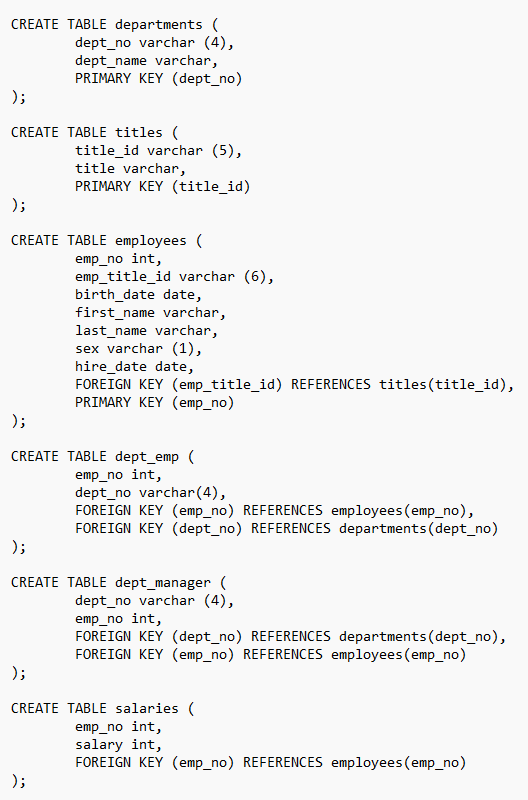 CREATE TABLE departments (
        dept_no varchar (4),
        dept_name varchar,
        PRIMARY KEY (dept_no)
);

CREATE TABLE titles (
        title_id varchar (5),
        title varchar,
        PRIMARY KEY (title_id)
);

CREATE TABLE employees (
        emp_no int,
        emp_title_id varchar (6),
        birth_date date,
        first_name varchar,
        last_name varchar,
        sex varchar (1),
        hire_date date,
        FOREIGN KEY (emp_title_id) REFERENCES titles(title_id),
        PRIMARY KEY (emp_no)
);

CREATE TABLE dept_emp (
        emp_no int,
        dept_no varchar(4),
        FOREIGN KEY (emp_no) REFERENCES employees(emp_no),
        FOREIGN KEY (dept_no) REFERENCES departments(dept_no)
);

CREATE TABLE dept_manager (
        dept_no varchar (4),
        emp_no int,
        FOREIGN KEY (dept_no) REFERENCES departments(dept_no),
        FOREIGN KEY (emp_no) REFERENCES employees(emp_no)
);

CREATE TABLE salaries (
        emp_no int,
        salary int,
        FOREIGN KEY (emp_no) REFERENCES employees(emp_no)
);